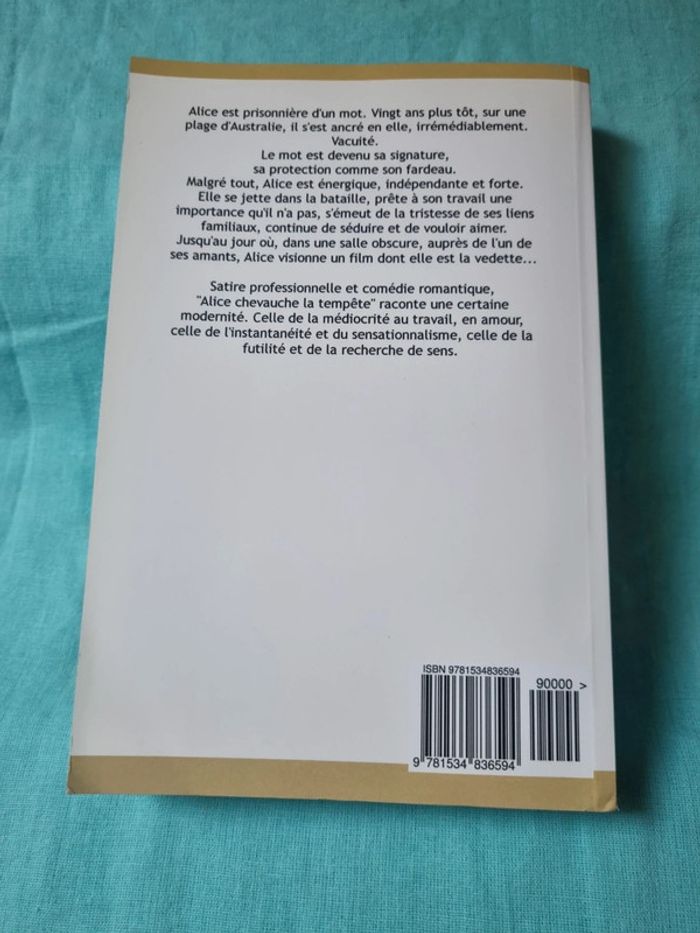 Alice est prisonnière d'un mot. Vingt ans plus tôt, sur une
plage d'Australie, il s'est ancré en elle, irrémédiablement.
Vacuité.
Le mot est devenu sa signature,
sa protection comme son fardeau.
Malgré tout, Alice est énergique, indépendante et forte.
Elle se jette dans la bataille, prête à son travail une
importance qu'il n'a pas, s'émeut de la tristesse de ses liens
familiaux, continue de séduire et de vouloir aimer.
Jusqu'au jour où, dans une salle obscure, auprès de l'un de
ses amants, Alice visionne un film dont elle est la vedette...
Satire professionnelle et comédie romantique,
"Alice chevauche la tempête" raconte une certaine
modernité. Celle de la médiocrité au travail, en amour,
celle de l'instantanéité et du sensationnalisme, celle de la
futilité et de la recherche de sens.
ISBN 9781534836594
90000 >
9 781534 836594